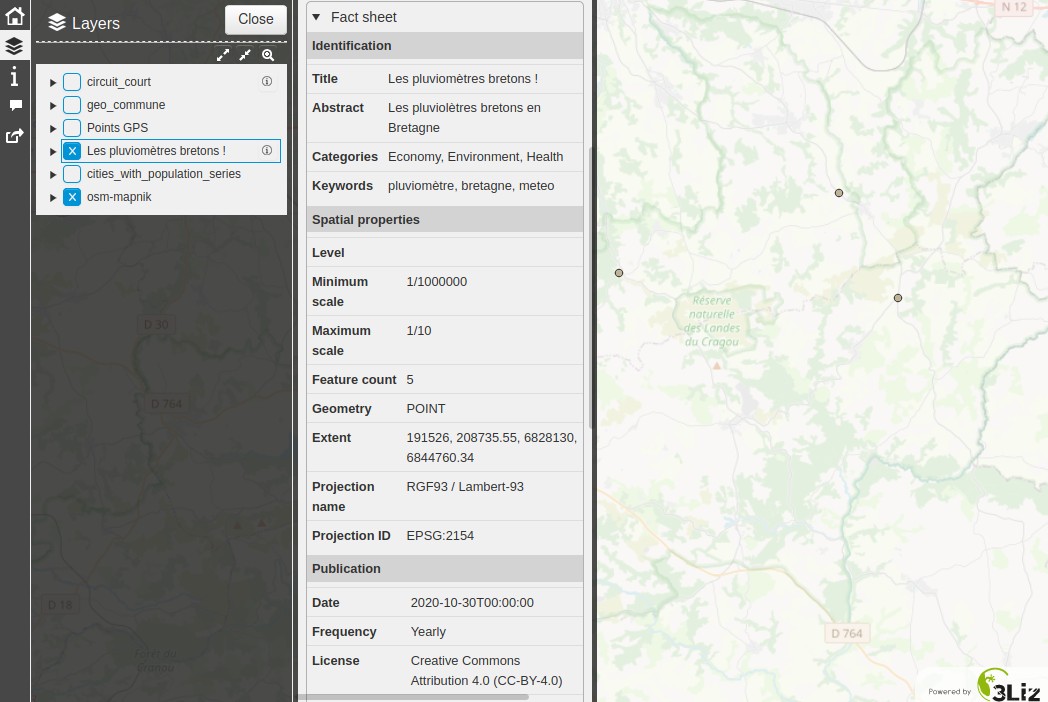 Layers
Close
circuit_court
geo_commune
Points GPS
X Les pluviomètres bretons !
cities_with_population_series
X osm-mapnik
D 30
D 764
D 18
Forêt du
Cragou
Fact sheet
Identification
Title Les pluviomètres bretons !
Abstract Les pluviolètres bretons en
Bretagne
Categories Economy, Environment, Health
Keywords pluviomètre, bretagne, meteo
Spatial properties
Level
Minimum 1/1000000
scale
Maximum 1/10
scale
Feature count 5
Geometry POINT
Extent 191526, 208735.55, 6828130,
6844760.34
Projection RGF93 / Lambert-93
name
Projection ID EPSG:2154
Publication
Date 2020-10-30T00:00:00
Frequency Yearly
License Creative Commons
Attribution 4.0 (CC-BY-4.0)
N 12
Réserve
naturelle
des Landes
du Cragou
D 764
Powered by 3Liz